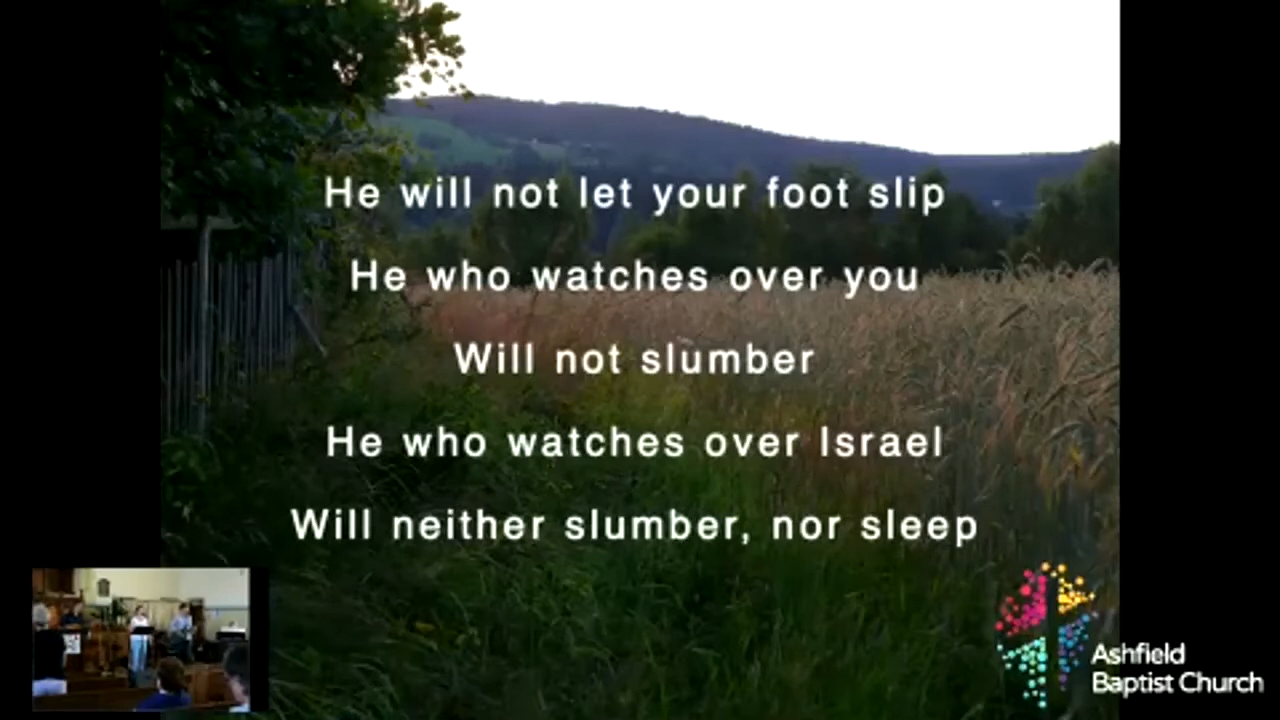 He will not let your foot slip
He who watches over you
Will not slumber
He who watches over Israel
Will neither slumber, nor sleep
Ashfield
Baptist Church